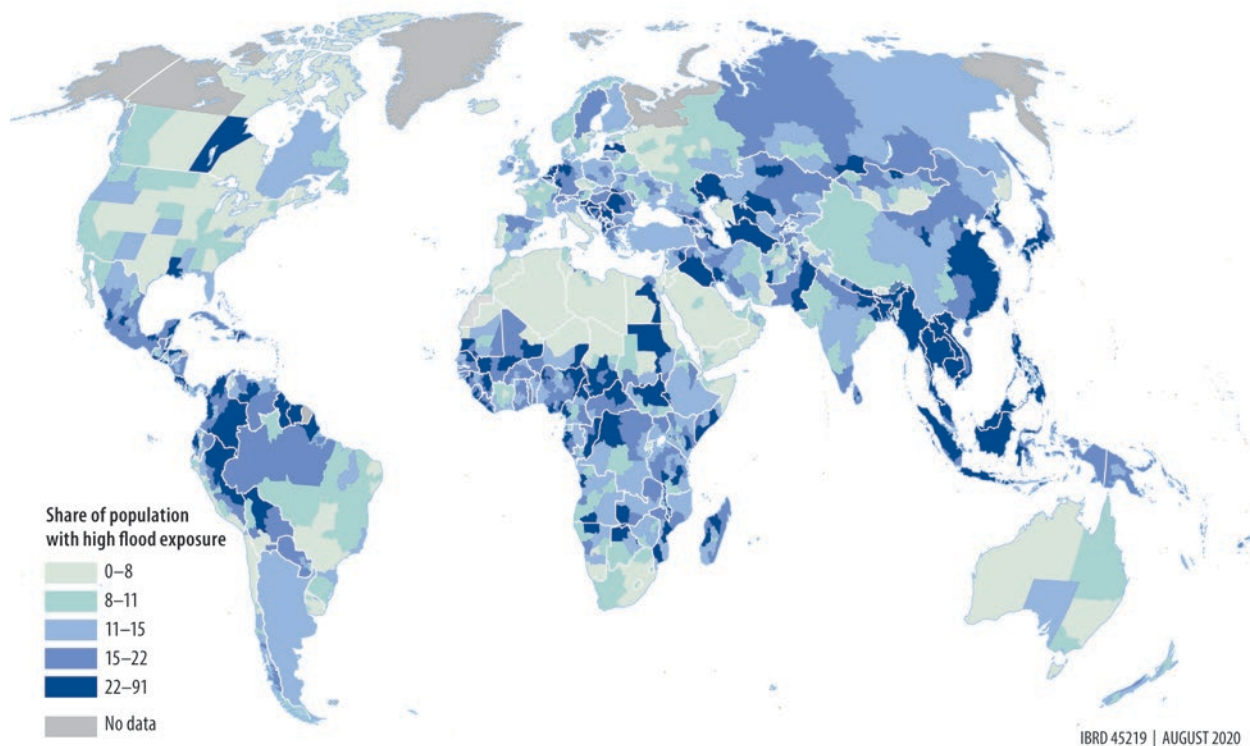 Share of population
with high flood exposure
0–8
8–11
11–15
15–22
22–91
No data
IBRD 45219 | AUGUST 2020